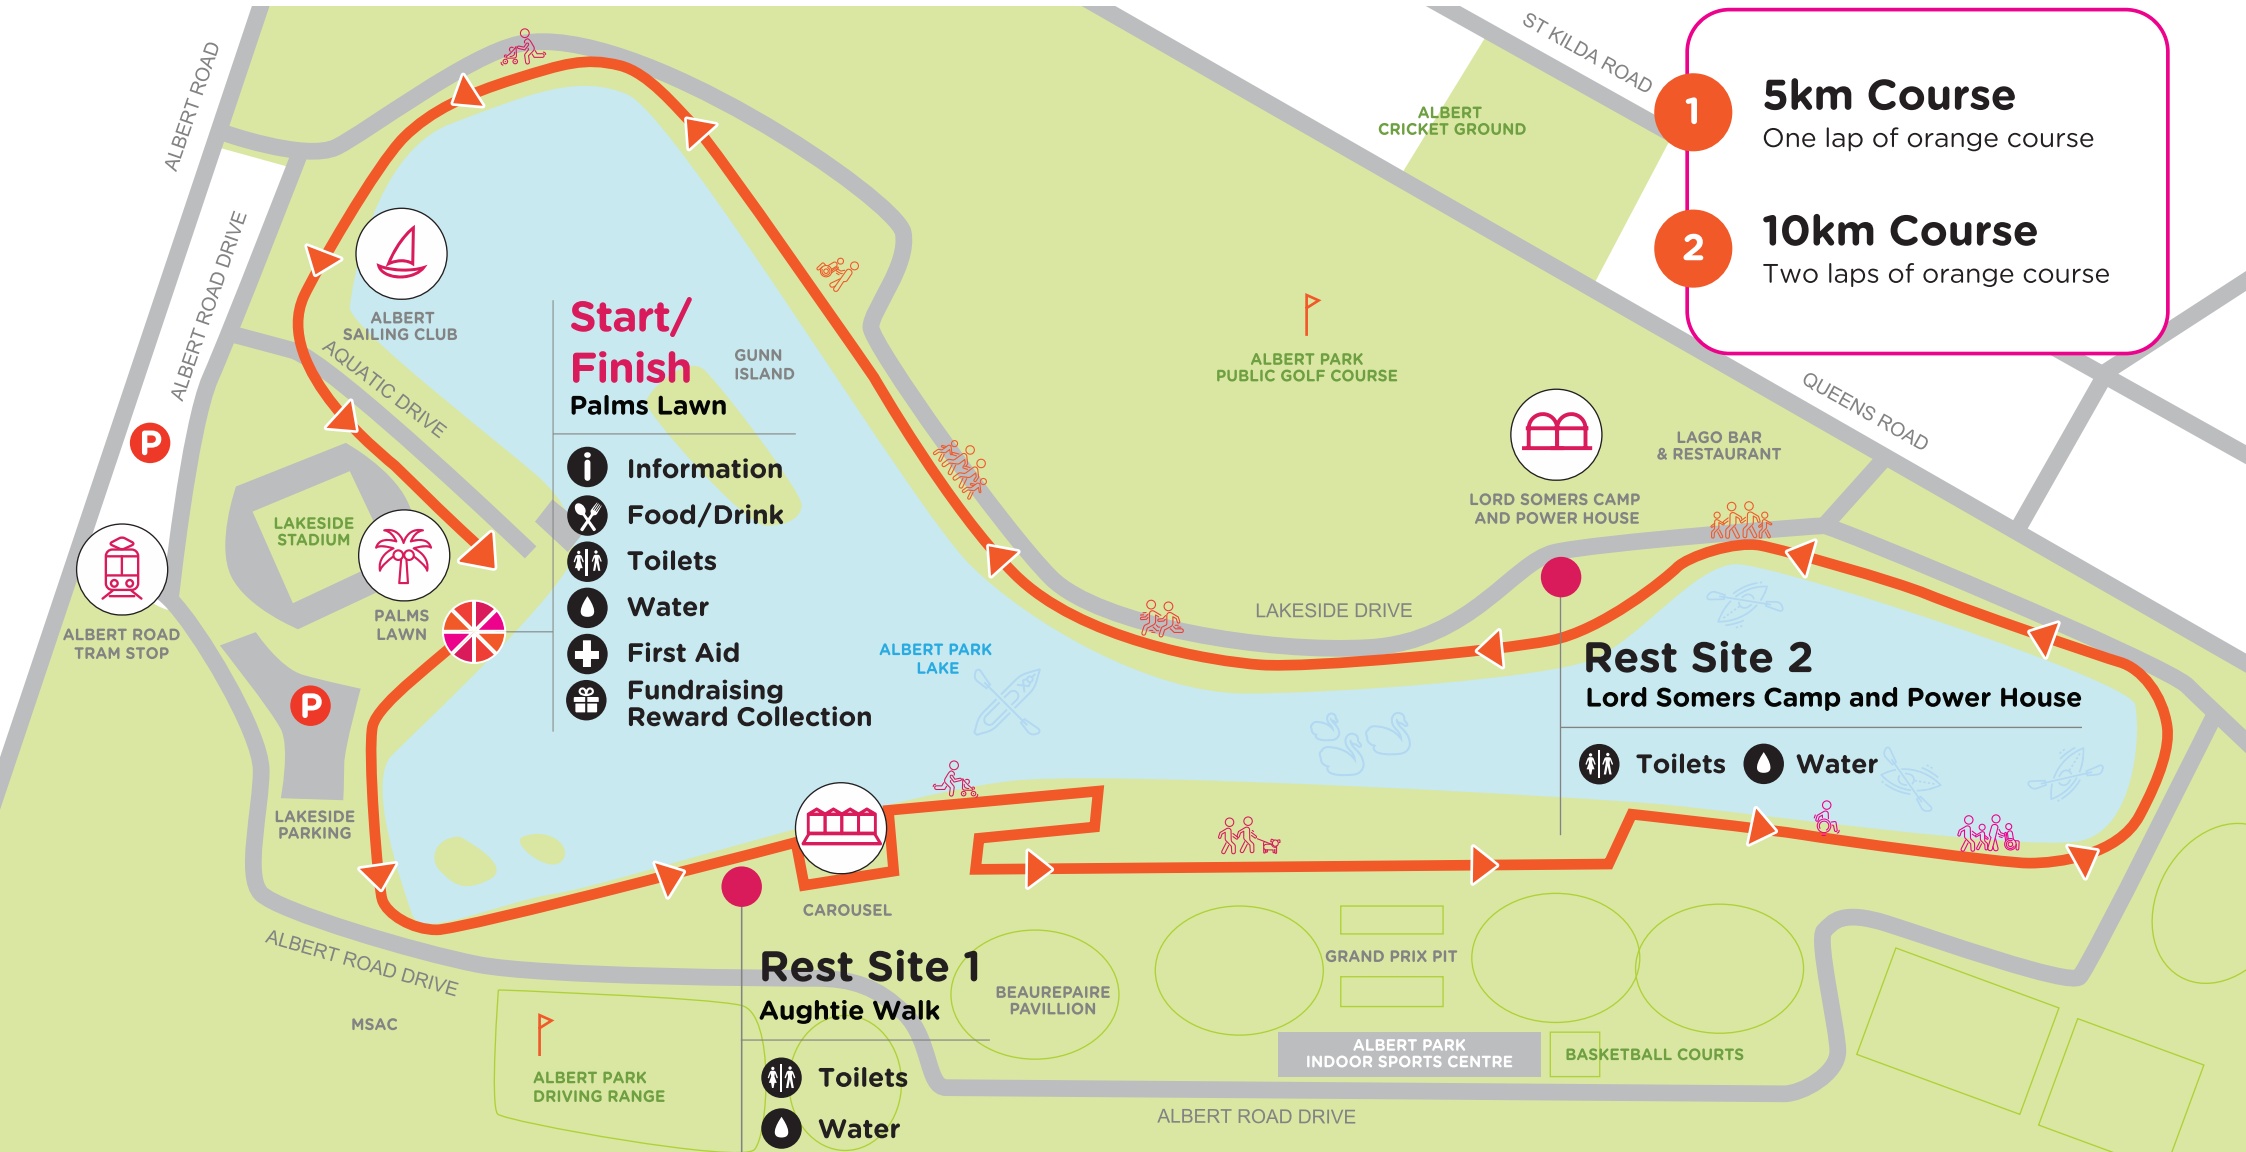 ALBERT ROAD
ST KILDA ROAD
1
5km Course
One lap of orange course
2
10km Course
Two laps of orange course
ALBERT
CRICKET GROUND
ALBERT ROAD DRIVE
ALBERT
SAILING CLUB
AQUATIC DRIVE
Start/
Finish
Palms Lawn
GUNN
ISLAND
i
Information
Food/Drink
Toilets
Water
First Aid
Fundraising
Reward Collection
ALBERT PARK
PUBLIC GOLF COURSE
QUEENS ROAD
LAGO BAR
& RESTAURANT
LORD SOMERS CAMP
AND POWER HOUSE
P
LAKESIDE
STADIUM
PALMS
LAWN
ALBERT ROAD
TRAM STOP
P
LAKESIDE
PARKING
LAKESIDE DRIVE
ALBERT PARK
LAKE
Rest Site 2
Lord Somers Camp and Power House
Toilets
Water
CAROUSEL
ALBERT ROAD DRIVE
MSAC
Rest Site 1
Aughtie Walk
Toilets
Water
BEAUREPAIRE
PAVILLION
GRAND PRIX PIT
ALBERT PARK
INDOOR SPORTS CENTRE
BASKETBALL COURTS
ALBERT PARK
DRIVING RANGE
ALBERT ROAD DRIVE